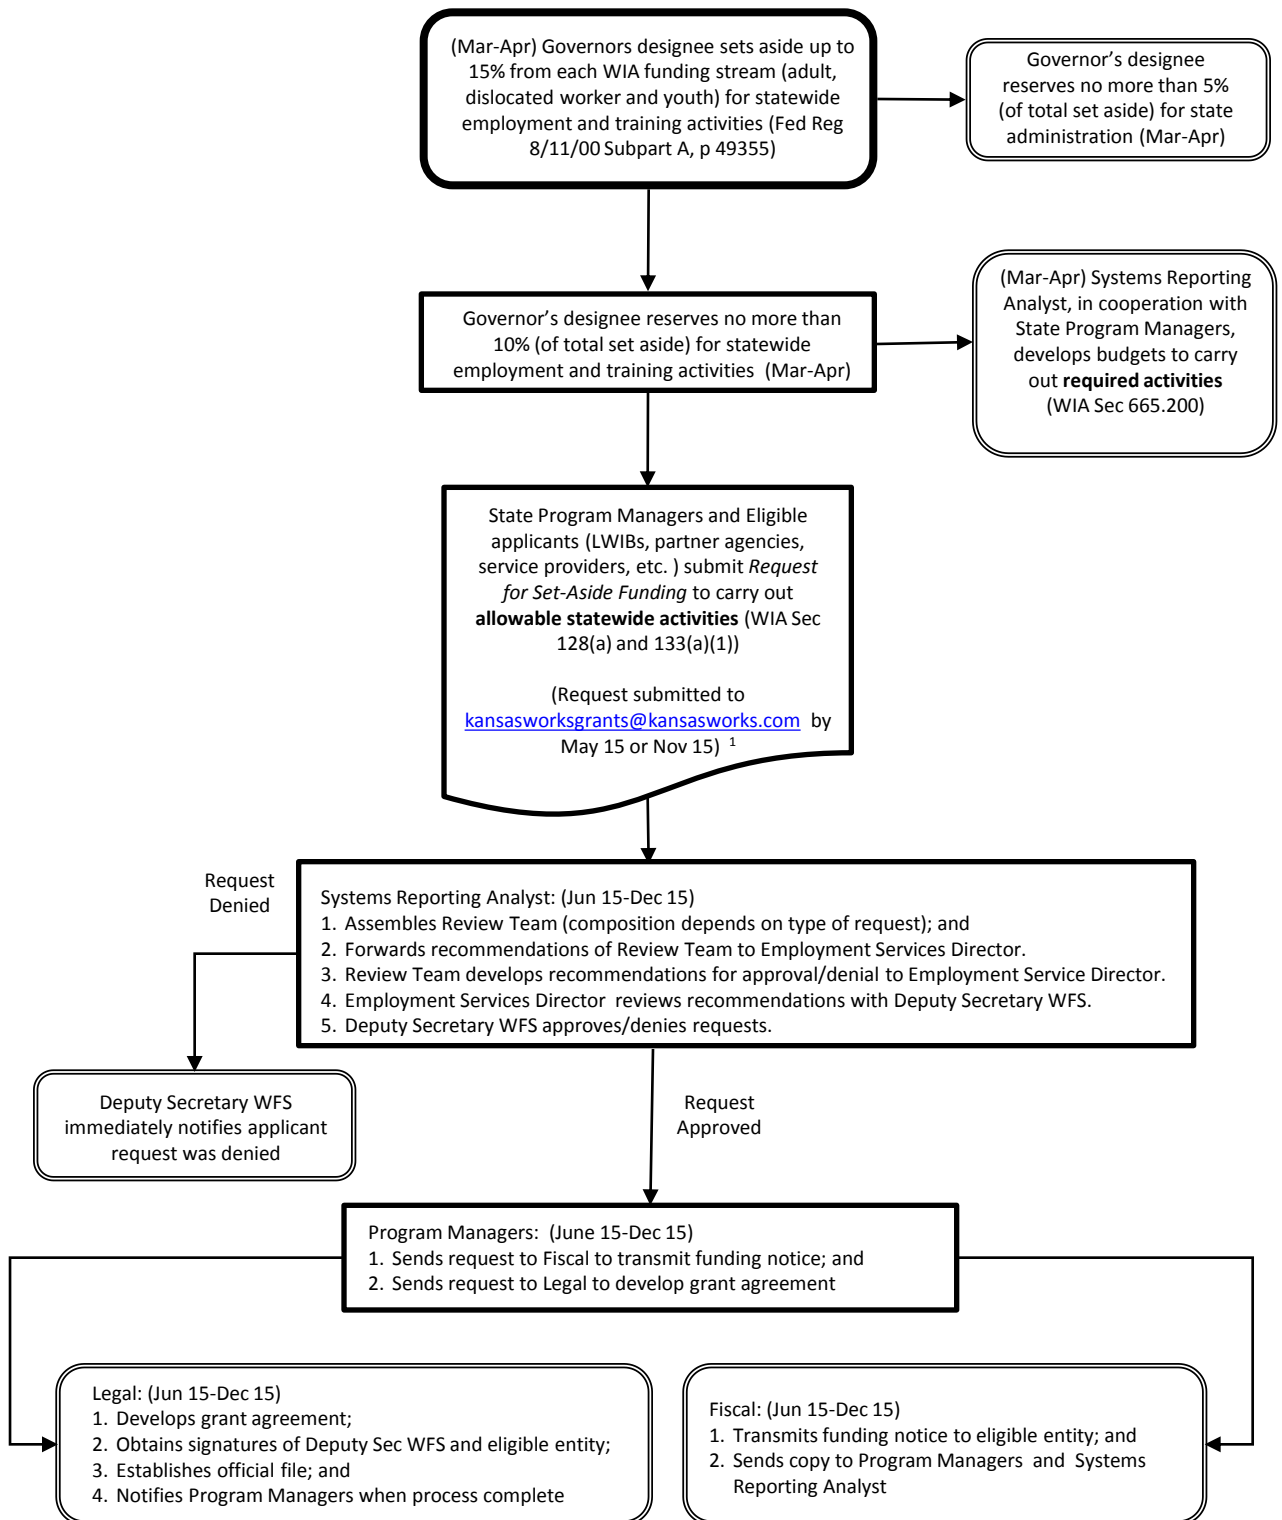 (Mar-Apr) Governors designee sets aside up to
15% from each WIA funding stream (adult,
dislocated worker and youth) for statewide
employment and training activities (Fed Reg
8/11/00 Subpart A, p 49355)
Governor’s designee
reserves no more than 5%
(of total set aside) for state
administration (Mar-Apr)
Governor’s designee reserves no more than
10% (of total set aside) for statewide
employment and training activities (Mar-Apr)
(Mar-Apr) Systems Reporting
Analyst, in cooperation with
State Program Managers,
develops budgets to carry
out required activities
(WIA Sec 665.200)
State Program Managers and Eligible
applicants (LWIBs, partner agencies,
service providers, etc. ) submit Request
for Set-Aside Funding to carry out
allowable statewide activities (WIA Sec
128(a) and 133(a)(1))
(Request submitted to
kansasworksgrants@kansasworks.com by
May 15 or Nov 15) 1
Request
Denied
Systems Reporting Analyst: (Jun 15-Dec 15)
1. Assembles Review Team (composition depends on type of request); and
2. Forwards recommendations of Review Team to Employment Services Director.
3. Review Team develops recommendations for approval/denial to Employment Service Director.
4. Employment Services Director reviews recommendations with Deputy Secretary WFS.
5. Deputy Secretary WFS approves/denies requests.
Deputy Secretary WFS
immediately notifies applicant
request was denied
Request
Approved
Program Managers: (June 15-Dec 15)
1. Sends request to Fiscal to transmit funding notice; and
2. Sends request to Legal to develop grant agreement
Legal: (Jun 15-Dec 15)
1. Develops grant agreement;
2. Obtains signatures of Deputy Sec WFS and eligible entity;
3. Establishes official file; and
4. Notifies Program Managers when process complete
Fiscal: (Jun 15-Dec 15)
1. Transmits funding notice to eligible entity; and
2. Sends copy to Program Managers and Systems
Reporting Analyst